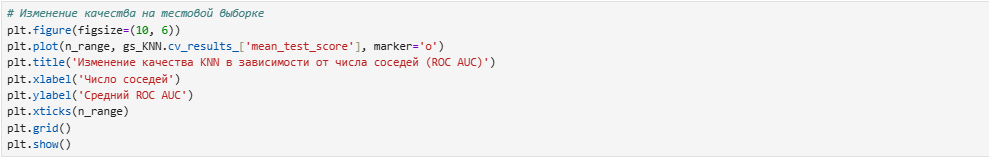 # Изменение качества на тестовой выборке
plt.figure(figsize=(10, 6))
plt.plot(n_range, gs_KNN.cv_results_['mean_test_score'], marker='o')
plt.title('Изменение качества KNN в зависимости от числа соседей (ROC AUC)')
plt.xlabel('Число соседей')
plt.ylabel('Средний ROC AUC')
plt.xticks(n_range)
plt.grid()
plt.show()